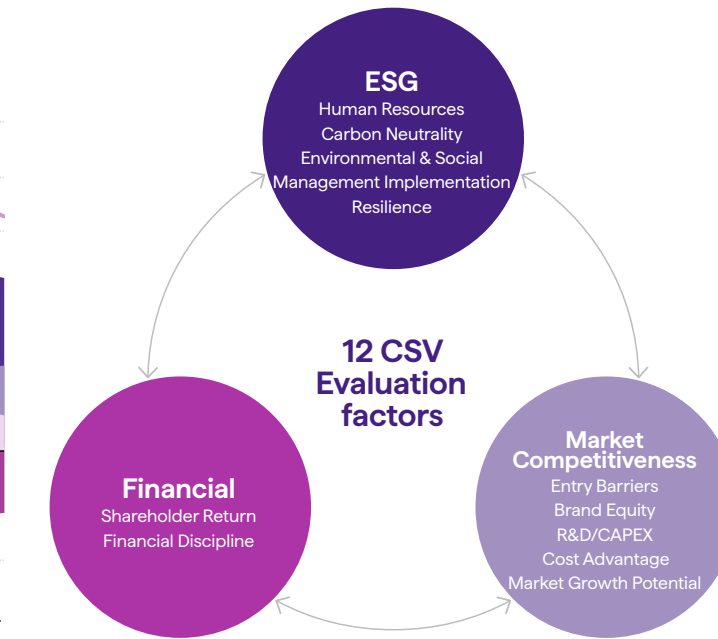 ESG
Human Resources
Carbon Neutrality
Environmental & Social
Management Implementation
Resilience
12 CSV
Evaluation
factors
Financial
Shareholder Return
Financial Discipline
Market
Competitiveness
Entry Barriers
Brand Equity
R&D/CAPEX
Cost Advantage
Market Growth Potential